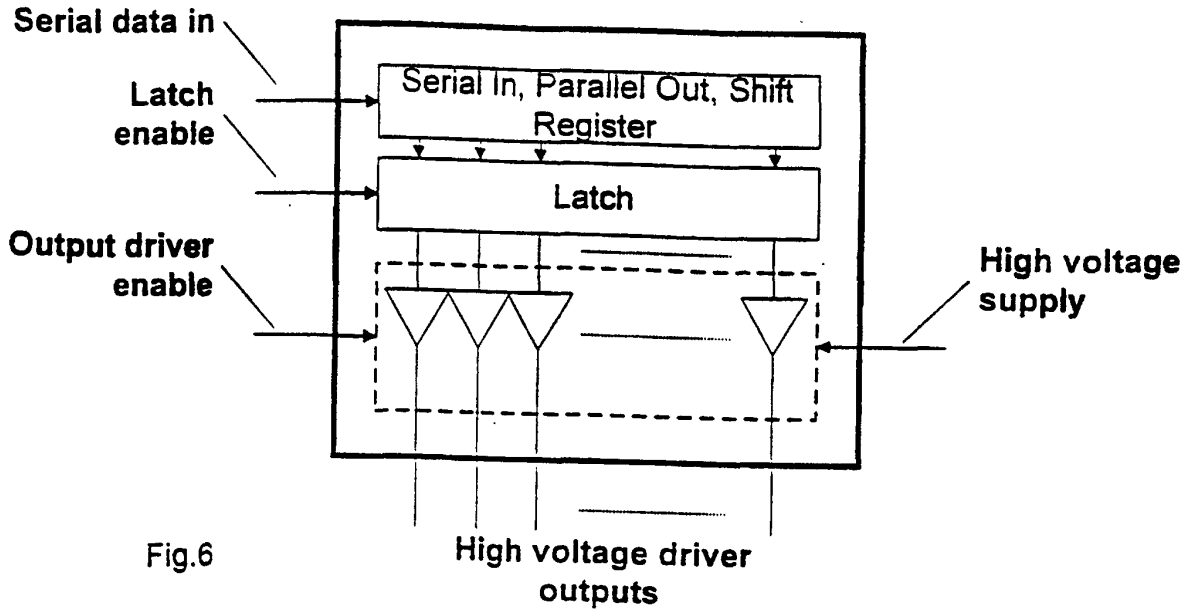 Serial data in
Serial In, Parallel Out, Shift
Register
Latch
enable
Latch
Output driver
enable
High voltage
supply
High voltage driver
outputs
Fig.6